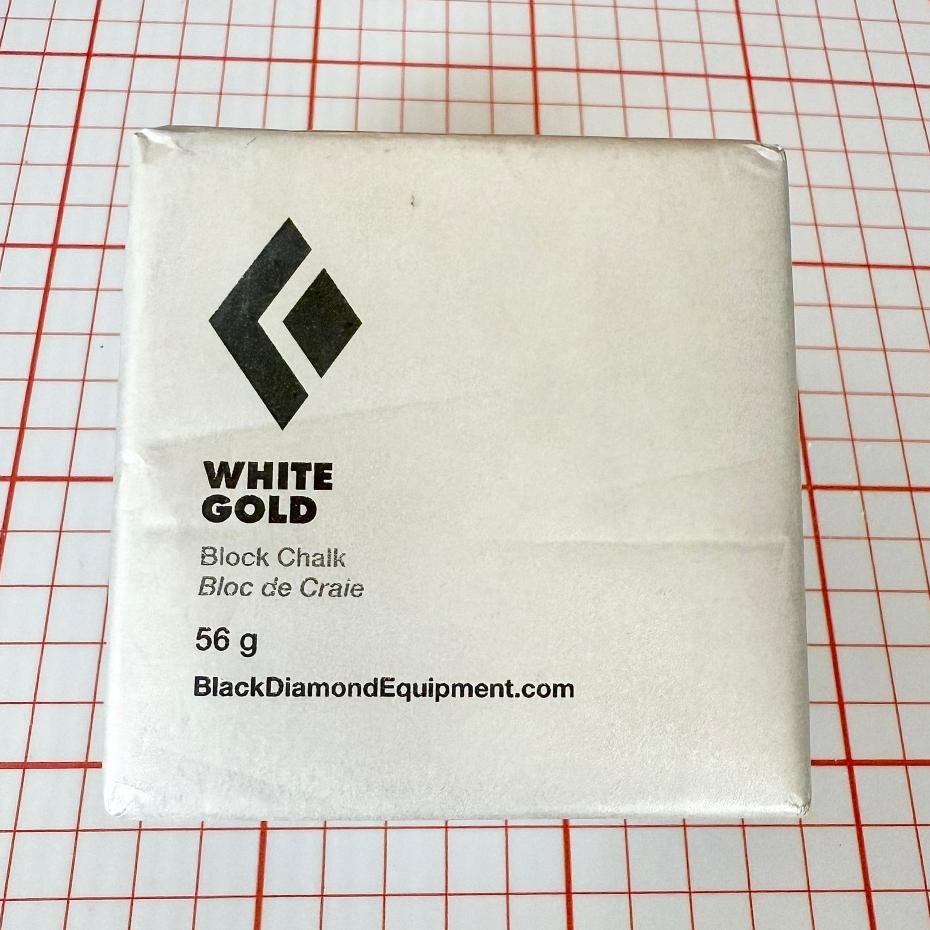 WHITE
GOLD
Block Chalk
Bloc de Craie
56 g
BlackDiamondEquipment.com